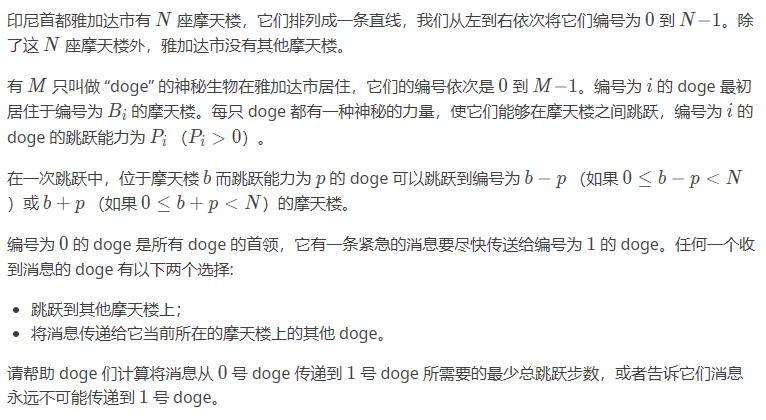 印尼首都雅加达市有 N 座摩天楼，它们排列成一条直线，我们从左到右依次将它们编号为 0 到 N−1。除
了这 N 座摩天楼外，雅加达市没有其他摩天楼。
有 M 只叫做 “doge” 的神秘生物在雅加达市居住，它们的编号依次是 0 到 M−1。编号为 i 的 doge 最初
居住于编号为 B_i 的摩天楼。每只 doge 都有一种神秘的力量，使它们能够在摩天楼之间跳跃，编号为 i 的
doge 的跳跃能力为 P_i （P_i > 0）。
在一次跳跃中，位于摩天楼 b 而跳跃能力为 p 的 doge 可以跳跃到编号为 b − p （如果 0 ≤ b − p < N
）或 b + p （如果 0 ≤ b + p < N）的摩天楼。
编号为 0 的 doge 是所有 doge 的首领，它有一条紧急的消息要尽快传送给编号为 1 的 doge。任何一个收
到消息的 doge 有以下两个选择:
• 跳跃到其他摩天楼上；
• 将消息传递给它当前所在的摩天楼上的其他 doge。
请帮助 doge 们计算将消息从 0 号 doge 传递到 1 号 doge 所需要的最少总跳跃步数，或者告诉它们消息
永远不可能传递到 1 号 doge。